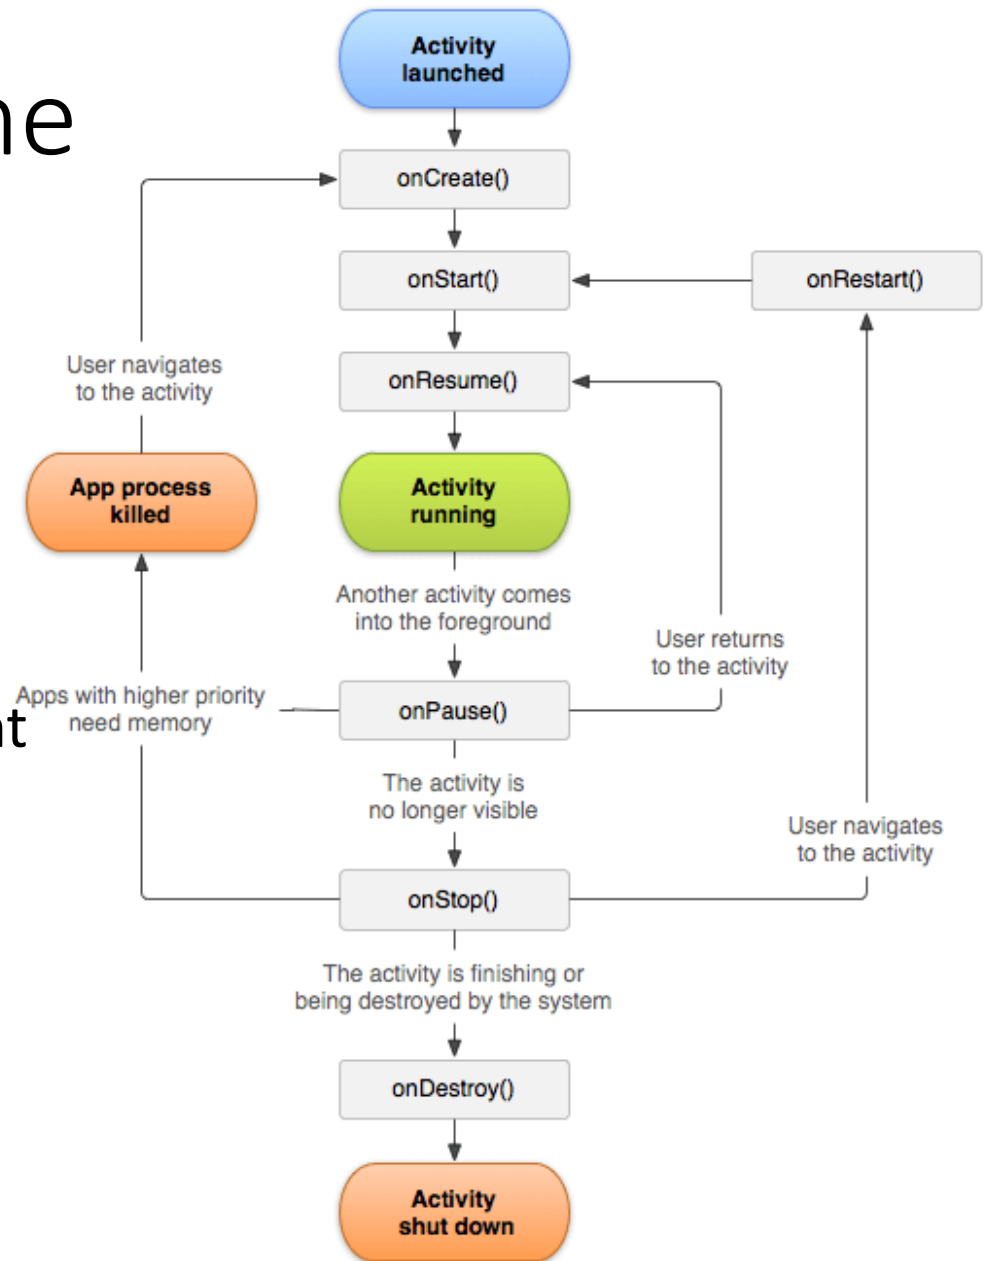 Activity
launched
ne
onCreate()
onStart()
onRestart()
onResume()
User navigates
to the activity
App process
killed
Activity
running
Another activity comes
into the foreground
User returns
to the activity
Apps with higher priority
need memory
nt
onPause()
The activity is
no longer visible
User navigates
to the activity
onStop()
The activity is finishing or
being destroyed by the system
onDestroy()
Activity
shut down